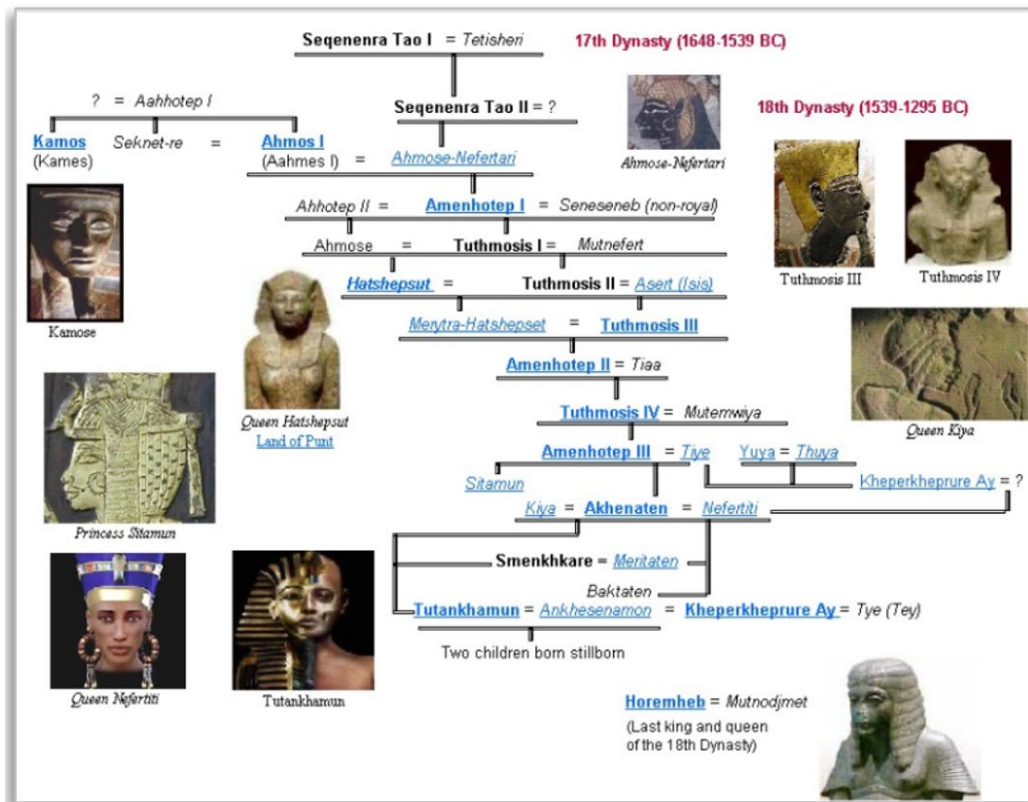 Seqenenra Tao I = Tetisheri
17th Dynasty (1648-1539 BC)
? = Aahhotep I
Seqenenra Tao II = ?
18th Dynasty (1539-1295 BC)
Kamos Seknet-re = Ahmos I
(Kames) (Aahmes I) = Ahmose-Nefertari
Ahmose-Nefertari
Ahhotep II = Amenhotep I = Seneseneb (non-royal)
Ahmose = Tuthmosis I = Mutnefert
Tuthmosis III
Tuthmosis IV
Hatshepsut = Tuthmosis II = Asert (Isis)
Kamose
Merytra-Hatshepset = Tuthmosis III
Amenhotep II = Tiaa
Queen Hatshepsut
Land of Punt
Tuthmosis IV = Mutemwiya
Queen Kiya
Amenhotep III = Tiye Yuya = Thuya
Sitamun
Kheperkheprure Ay = ?
Kiya = Akhenaten = Nefertiti
Princess Sitamun
Smenkhkare = Meritaten
Baktaten
Tutankhamun = Ankhesenamon = Kheperkheprure Ay = Tye (Tey)
Two children born stillborn
Queen Nefertiti
Tutankhamun
Horemheb = Mutnodjmet
(Last king and queen
of the 18th Dynasty)